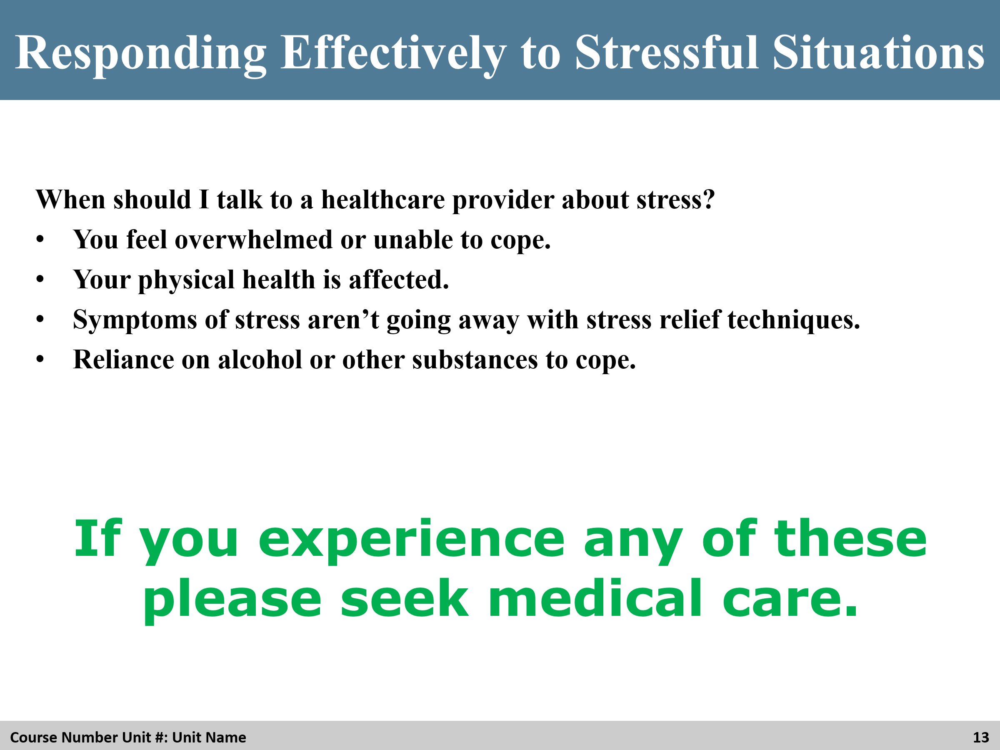 Responding Effectively to Stressful Situations
When should I talk to a healthcare provider about stress?
• You feel overwhelmed or unable to cope.
• Your physical health is affected.
• Symptoms of stress aren’t going away with stress relief techniques.
• Reliance on alcohol or other substances to cope.
If you experience any of these
please seek medical care.
Course Number Unit #: Unit Name
13